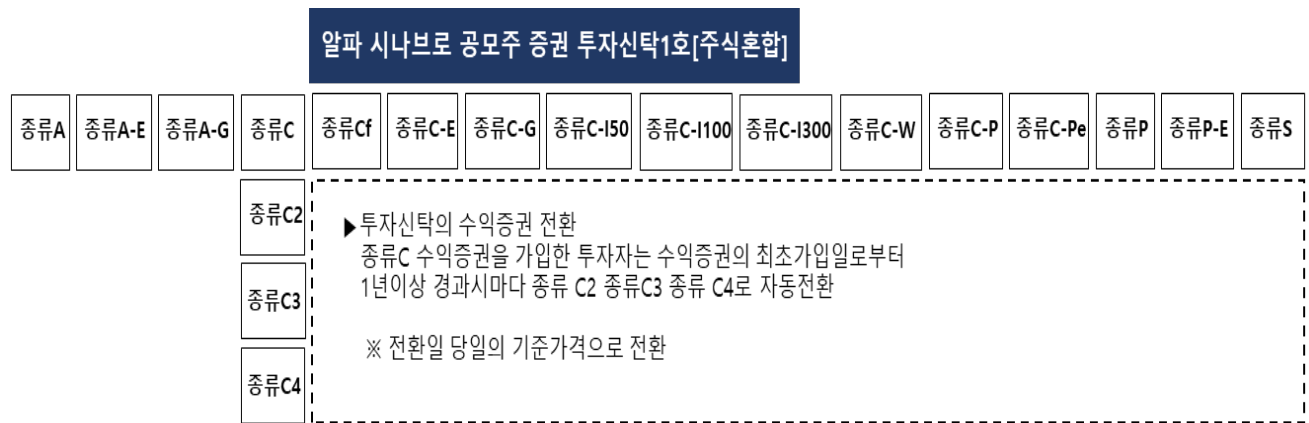 알파 시나브로 공모주 증권 투자신탁1호[주식혼합]
종류A 종류A-E 종류A-G 종류C 종류Cf 종류C-E 종류C-G 종류C-I50 종류C-I100 종류C-I300 종류C-W 종류C-P 종류C-Pe 종류P 종류P-E 종류S
종류C2
종류C3
종류C4
▶투자신탁의 수익증권 전환
종류C 수익증권을 가입한 투자자는 수익증권의 최초가입일로부터
1년이상 경과시마다 종류 C2 종류C3 종류 C4로 자동전환
※ 전환일 당일의 기준가격으로 전환